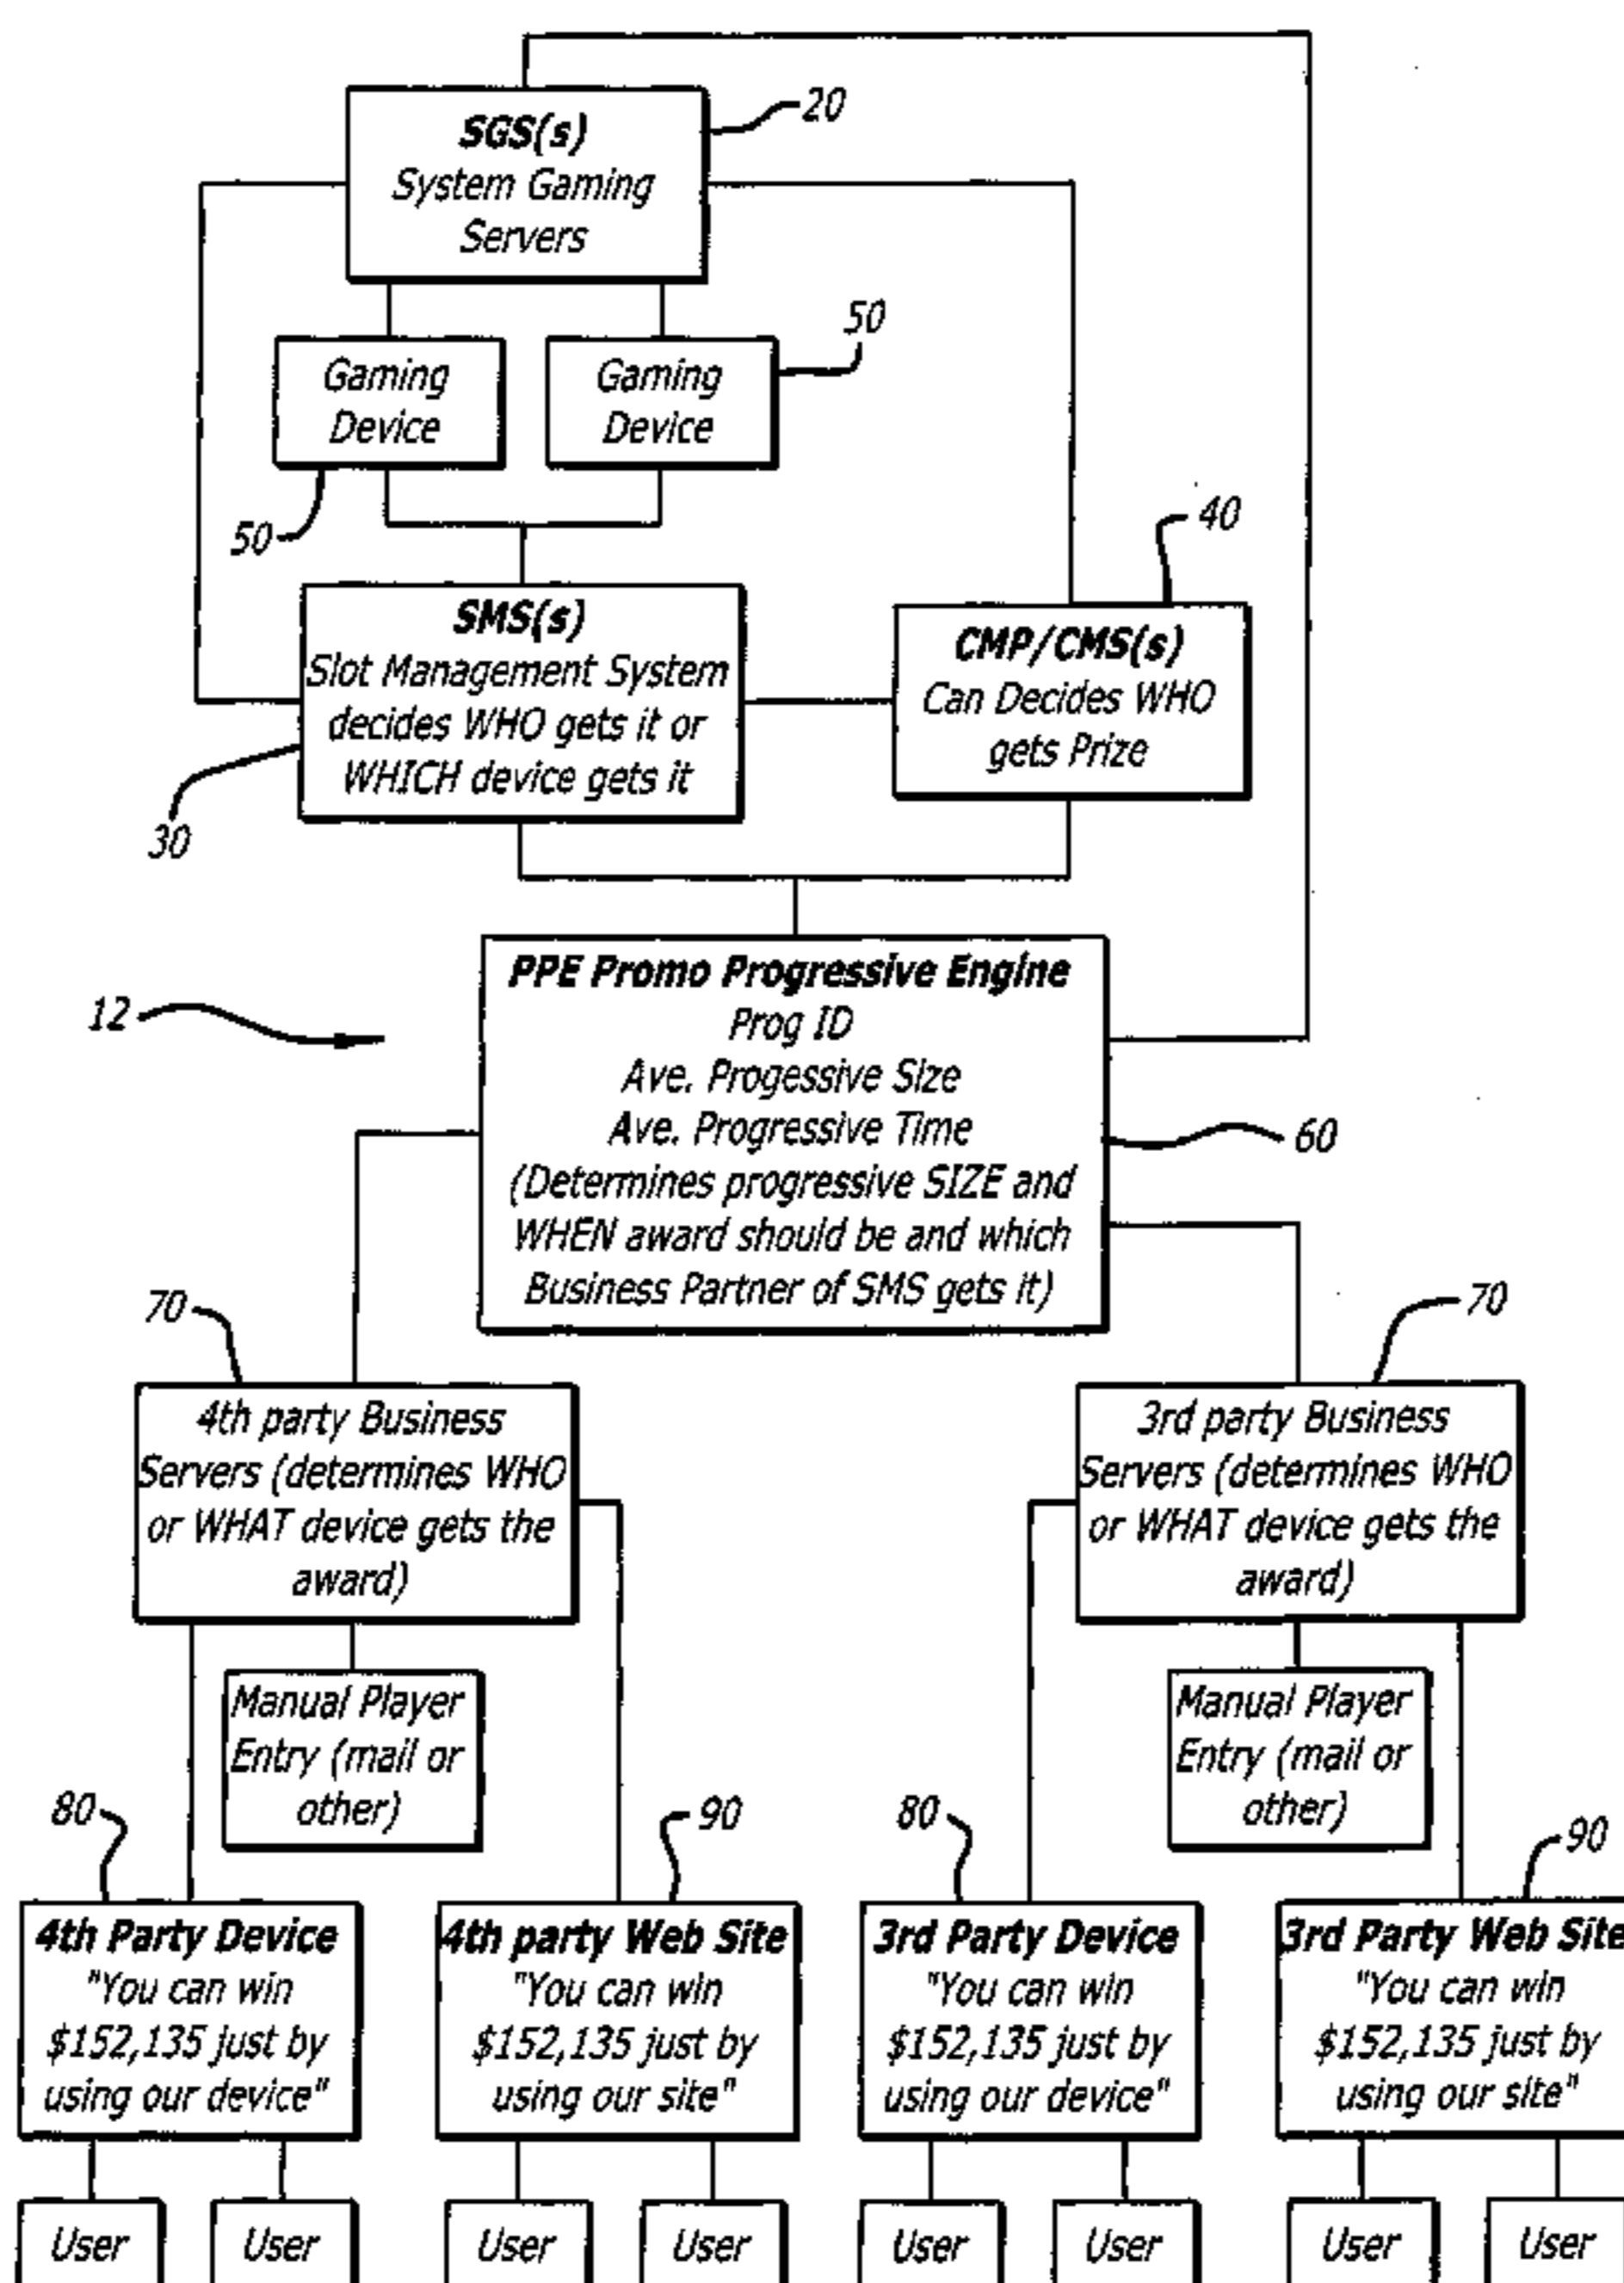 SGS(s)
System Gaming
Servers
20
Gaming
Device
Gaming
Device
50
50
SMS(s)
Slot Management System
decides WHO gets it or
WHICH device gets it
30
40
CMP/CMS(s)
Can Decides WHO
gets Prize
12
PPE Promo Progressive Engine
Prog ID
Ave. Progessive Size
Ave. Progressive Time
(Determines progressive SIZE and
WHEN award should be and which
Business Partner of SMS gets it)
60
70
4th party Business
Servers (determines WHO
or WHAT device gets the
award)
70
3rd party Business
Servers (determines WHO
or WHAT device gets the
award)
Manual Player
Entry (mail or
other)
Manual Player
Entry (mail or
other)
80
4th Party Device
"You can win
$152,135 just by
using our device"
90
4th party Web Site
"You can win
$152,135 just by
using our site"
80
3rd Party Device
"You can win
$152,135 just by
using our device"
90
3rd Party Web Site
"You can win
$152,135 just by
using our site"
User
User
User
User
User
User
User
User